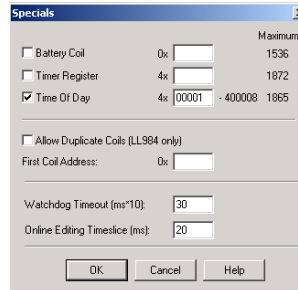 Specials
Maximum
Battery Coil 0x 1536
Timer Register 4x 1872
Time Of Day 4x 00001 - 400008 1865
Allow Duplicate Coils (LL984 only)
First Coil Address: 0x
Watchdog Timeout (ms*10): 30
Online Editing Timeslice (ms): 20
OK Cancel Help